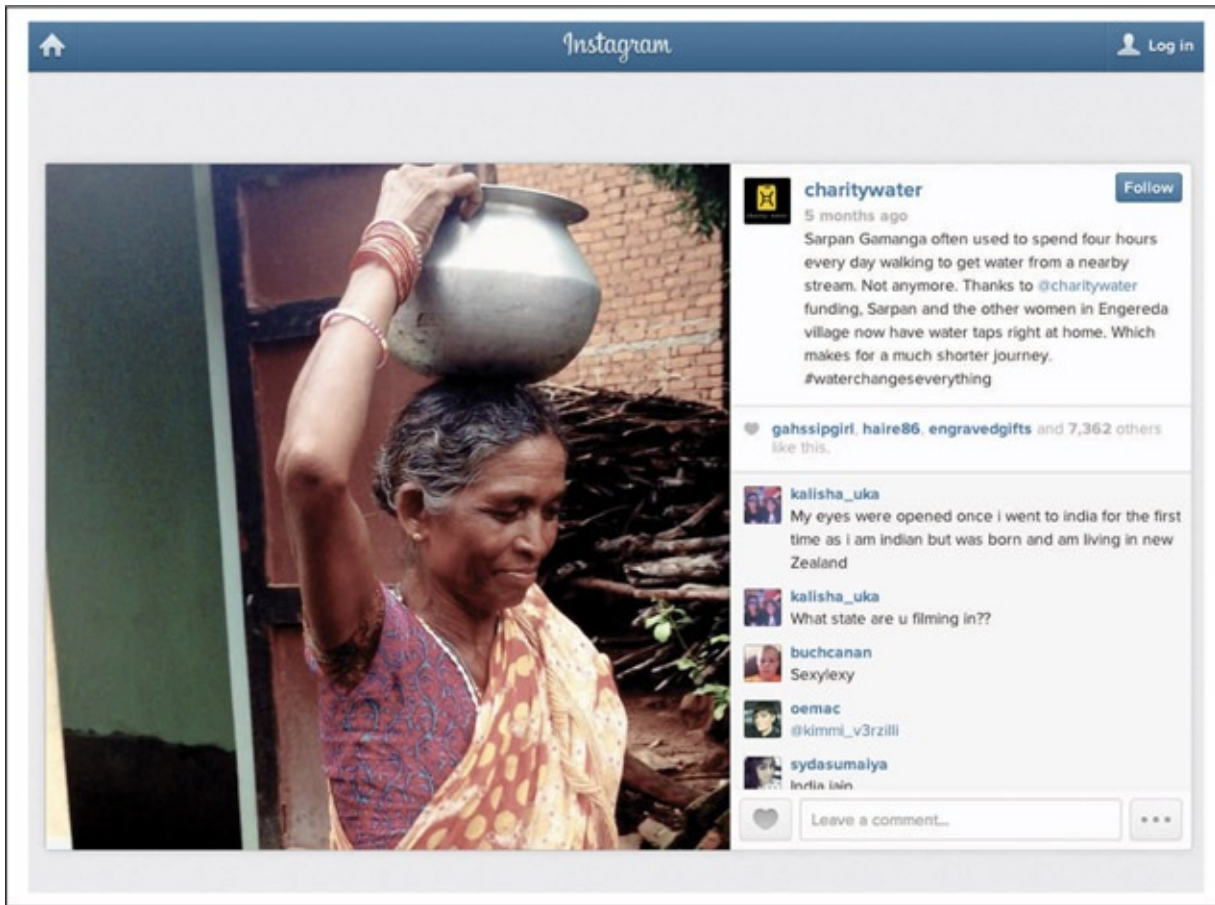 Instagram
Log in
charitywater
Follow
5 months ago
Sarpan Gamanga often used to spend four hours
every day walking to get water from a nearby
stream. Not anymore. Thanks to @charitywater
funding, Sarpan and the other women in Engereda
village now have water taps right at home. Which
makes for a much shorter journey.
#waterchangeseverything
gahssipgirl, haire86, engravedgifts and 7,362 others
like this.
kalisha_uka
My eyes were opened once i went to india for the first
time as i am indian but was born and am living in new
Zealand
kalisha_uka
What state are u filming in??
buchcanan
Sexylexy
oemac
@kimmi_v3rzilli
sydasumaiya
India jain
Leave a comment...